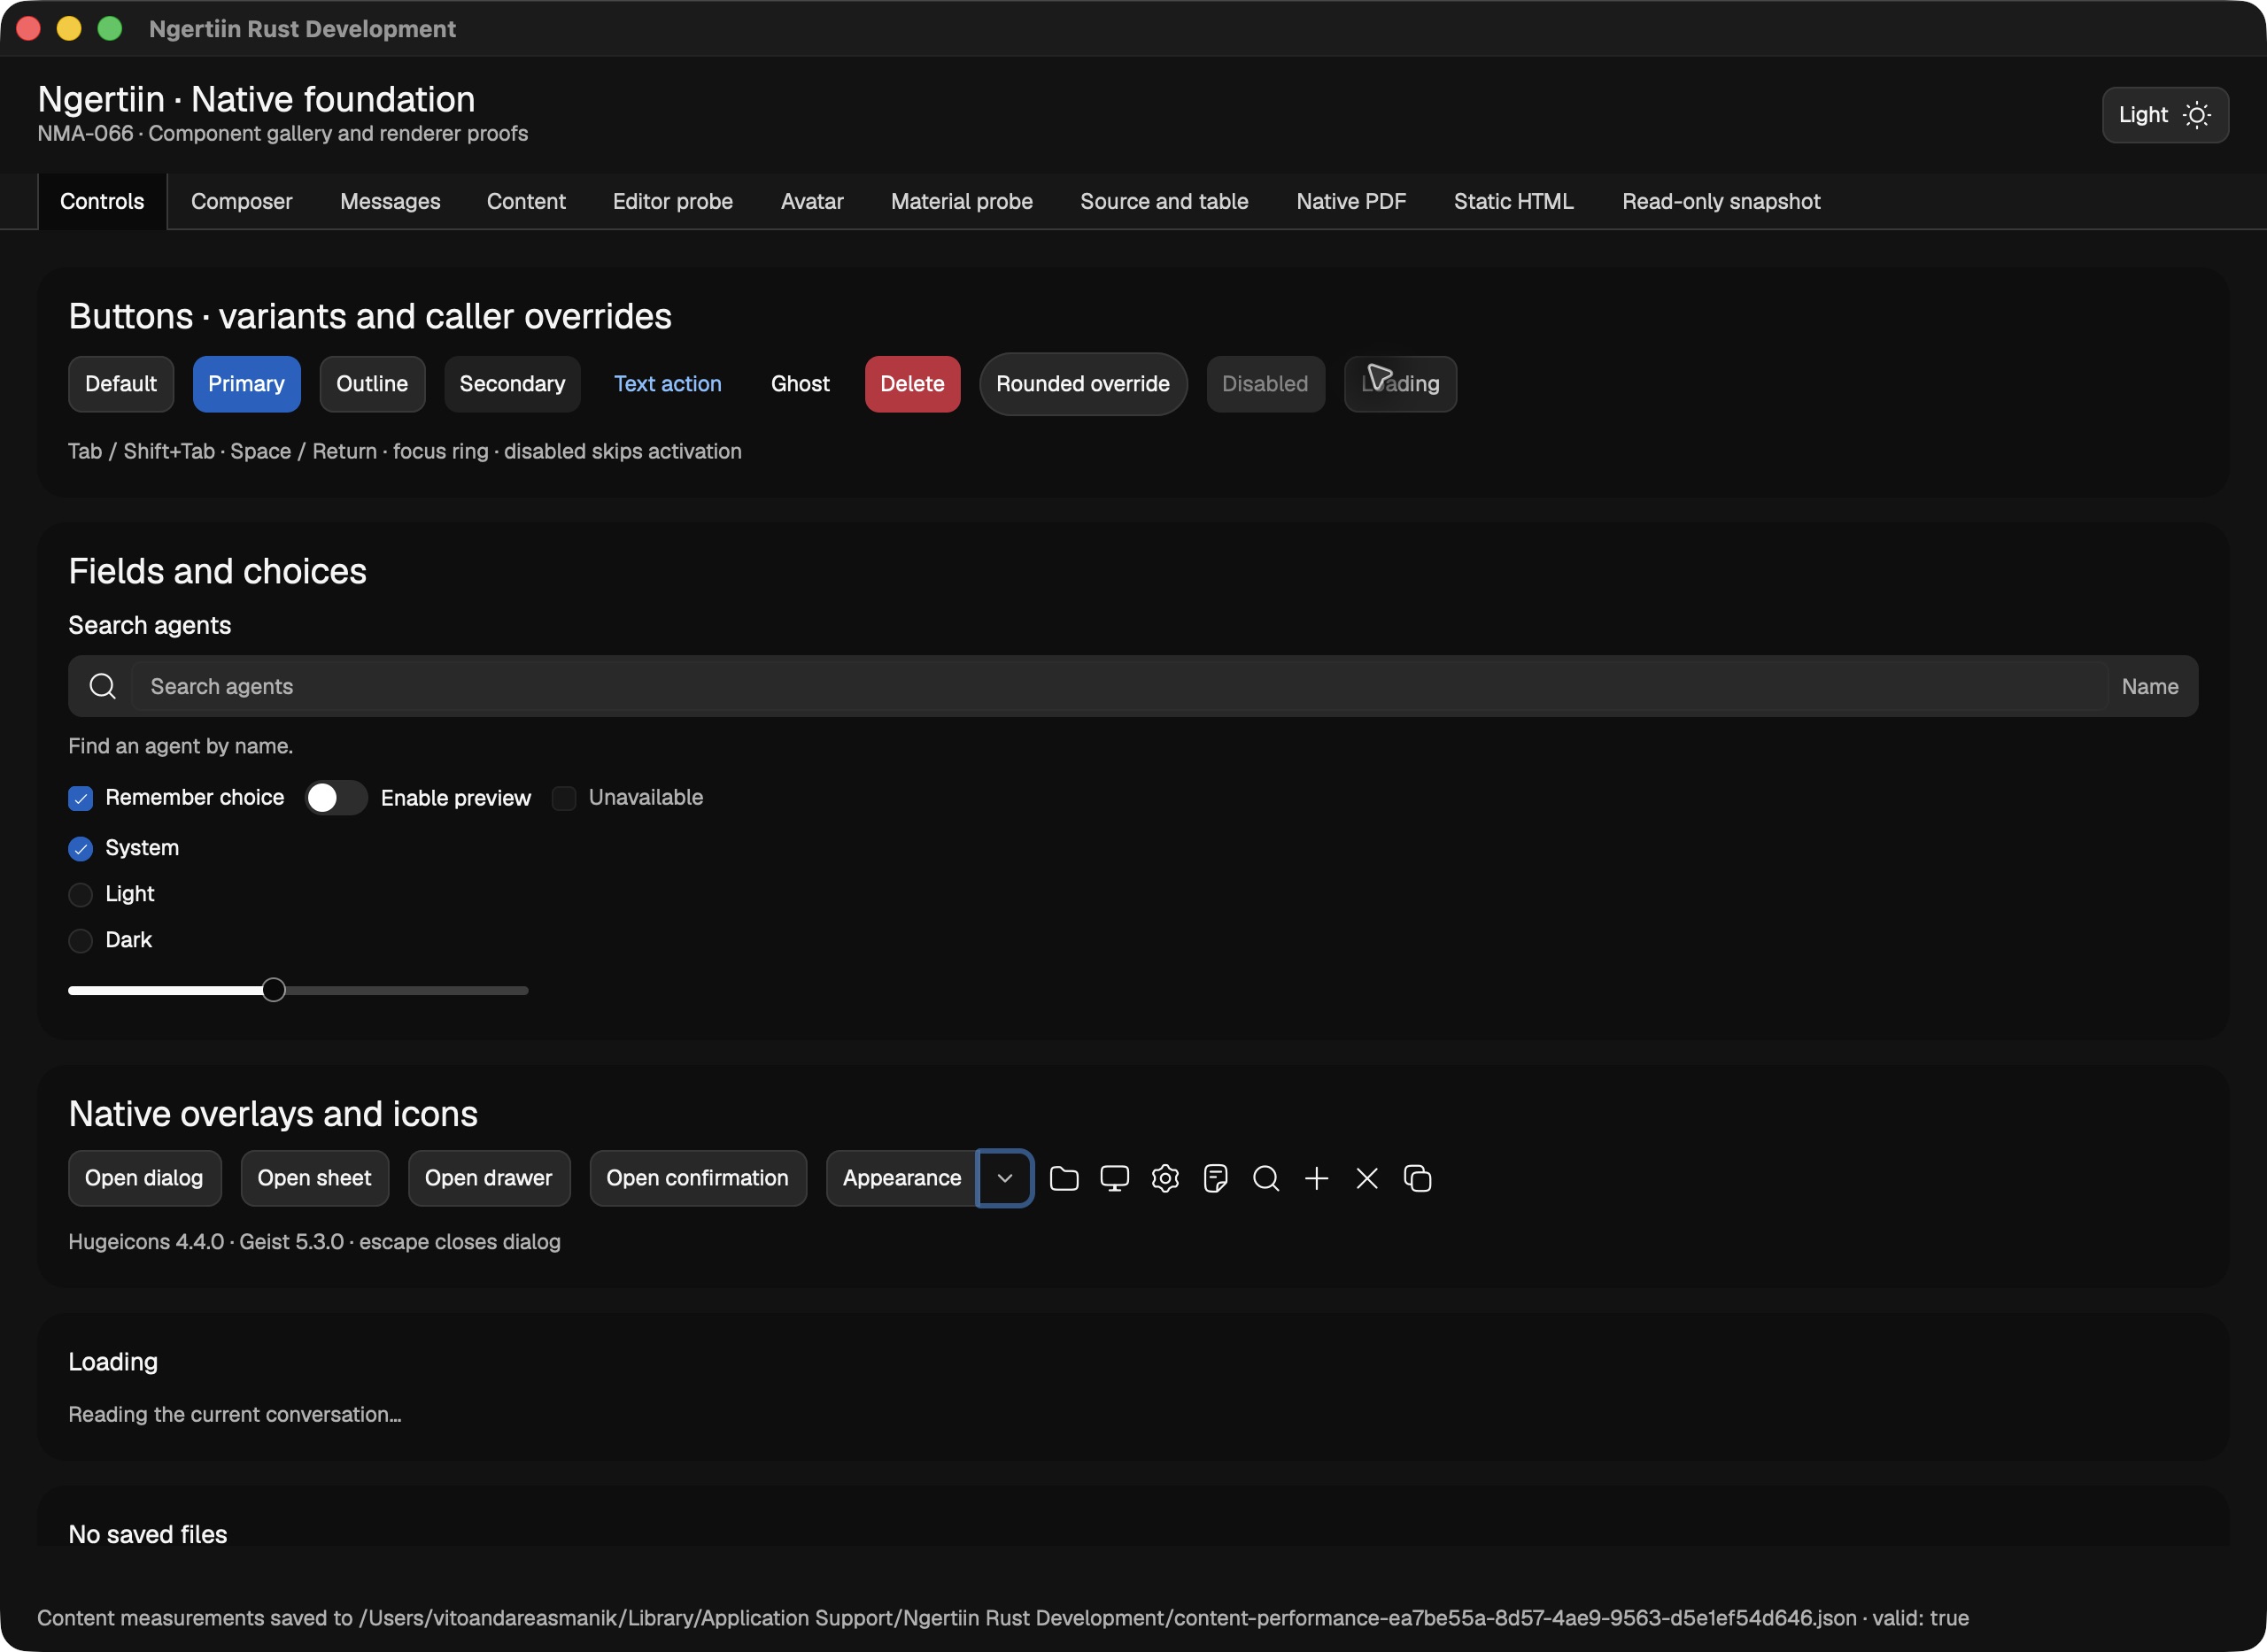 Ngertiin Rust Development
Ngertiin · Native foundation
NMA-066 · Component gallery and renderer proofs
Light
Controls Composer Messages Content Editor probe Avatar Material probe Source and table Native PDF Static HTML Read-only snapshot
Buttons · variants and caller overrides
Default Primary Outline Secondary Text action Ghost Delete Rounded override Disabled Loading
Tab / Shift+Tab · Space / Return · focus ring · disabled skips activation
Fields and choices
Search agents
Search agents Name
Find an agent by name.
Remember choice Enable preview Unavailable
System
Light
Dark
Native overlays and icons
Open dialog Open sheet Open drawer Open confirmation Appearance
Hugeicons 4.4.0 · Geist 5.3.0 · escape closes dialog
Loading
Reading the current conversation…
No saved files
Content measurements saved to /Users/vitoandareasmanik/Library/Application Support/Ngertiin Rust Development/content-performance-ea7be55a-8d57-4ae9-9563-d5e1ef54d646.json · valid: true